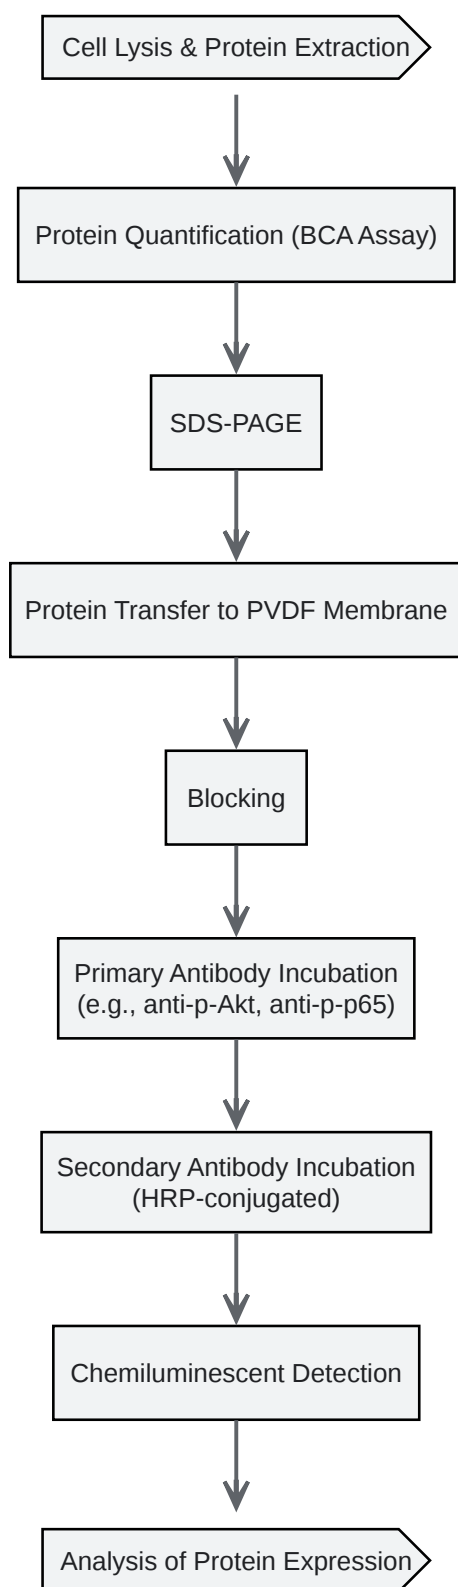 Cell Lysis & Protein Extraction
Protein Quantification (BCA Assay)
SDS-PAGE
Protein Transfer to PVDF Membrane
Blocking
Primary Antibody Incubation
(e.g., anti-p-Akt, anti-p-p65)
Secondary Antibody Incubation
(HRP-conjugated)
Chemiluminescent Detection
Analysis of Protein Expression